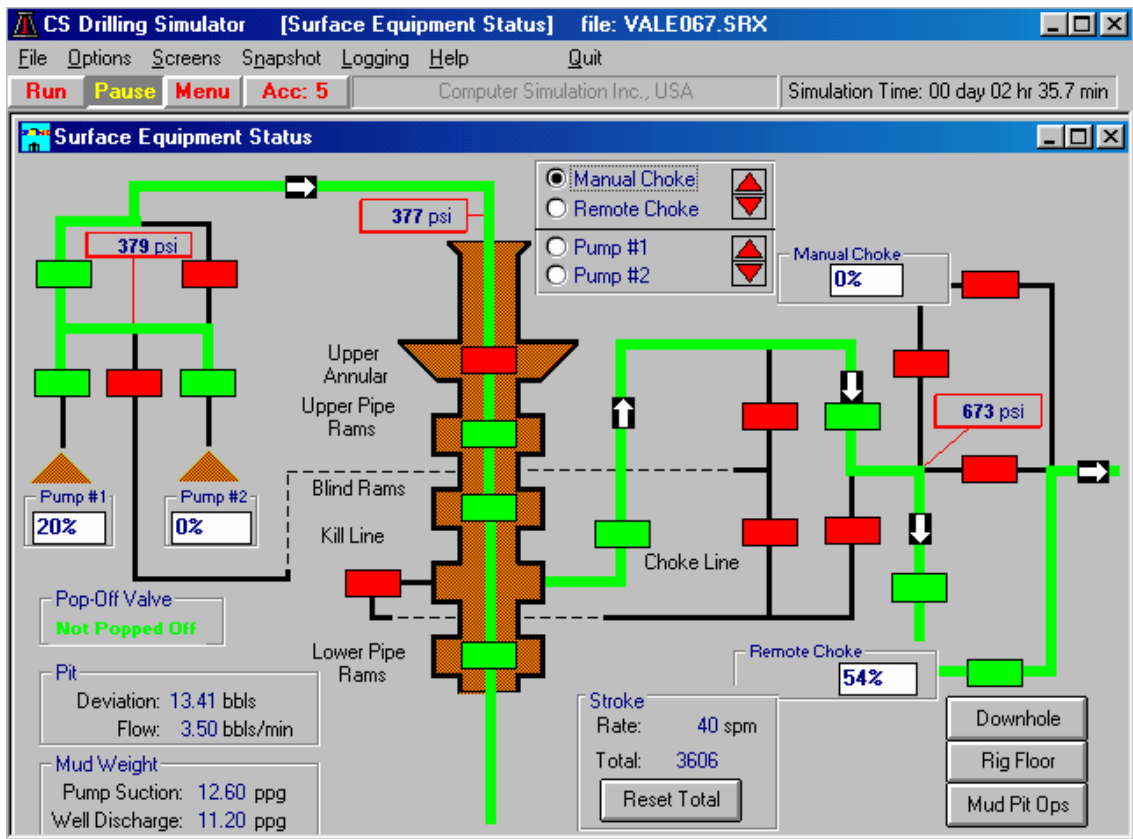 CS Drilling Simulator [Surface Equipment Status] file: VALE067.SRX
File Options Screens Snapshot Logging Help Quit
Run Pause Menu Acc: 5 Computer Simulation Inc., USA Simulation Time: 00 day 02 hr 35.7 min
Surface Equipment Status
Manual Choke
Remote Choke
Pump #1
Pump #2
377 psi
379 psi
Manual Choke
0%
Upper
Annular
Upper Pipe
Rams
673 psi
Blind Rams
Pump #1
20%
Pump #2
0%
Kill Line
Choke Line
Pop-Off Valve
Not Popped Off
Lower Pipe
Rams
Remote Choke
54%
Pit
Deviation: 13.41 bbls
Flow: 3.50 bbls/min
Stroke
Rate: 40 spm
Total: 3606
Reset Total
Downhole
Rig Floor
Mud Pit Ops
Mud Weight
Pump Suction: 12.60 ppg
Well Discharge: 11.20 ppg